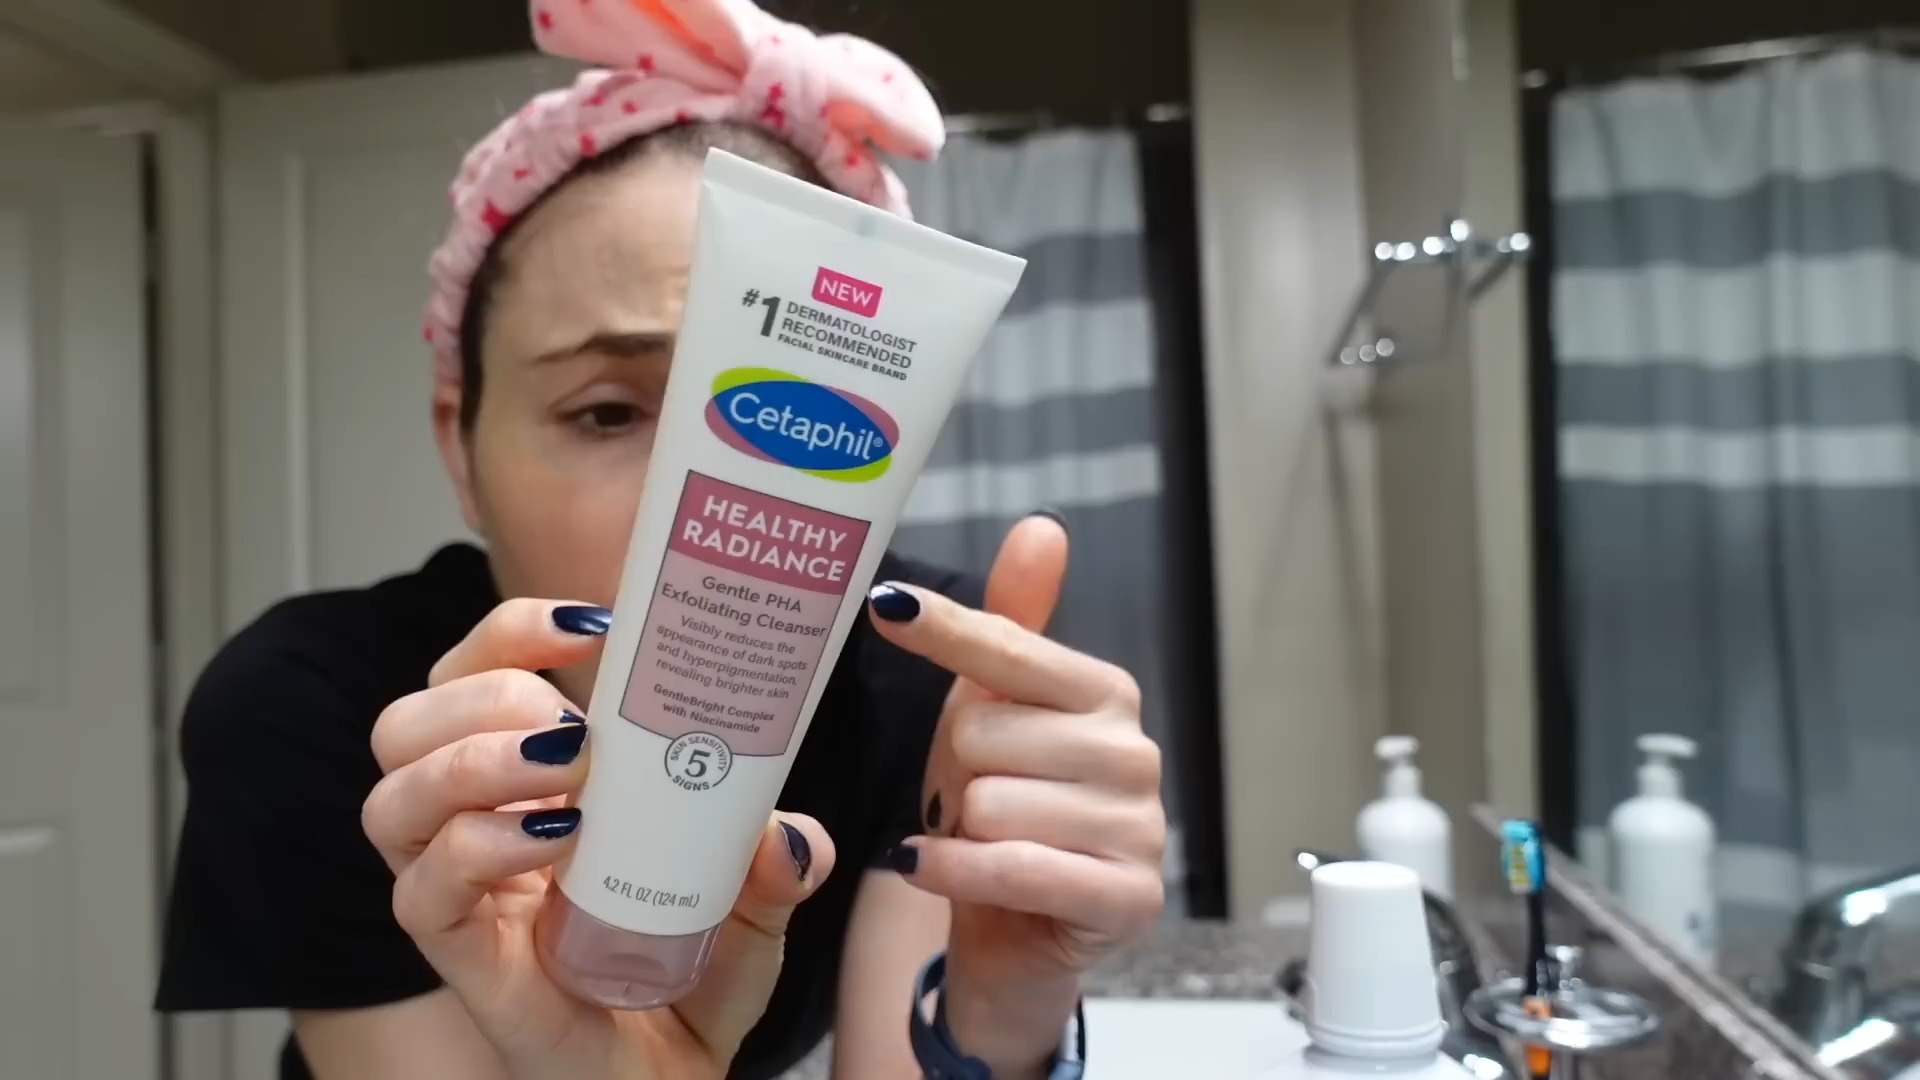 NEW
#1 DERMATOLOGIST
RECOMMENDED
FACIAL SKINCARE BRAND
Cetaphil®
HEALTHY
RADIANCE
Gentle PHA
Exfoliating Cleanser
Visibly reduces the
appearance of dark spots
and hyperpigmentation,
revealing brighter skin
GentleBright Complex
with Niacinamide
SKIN SENSITIVITY
5
SIGNS
4.2 FL OZ (124 mL)